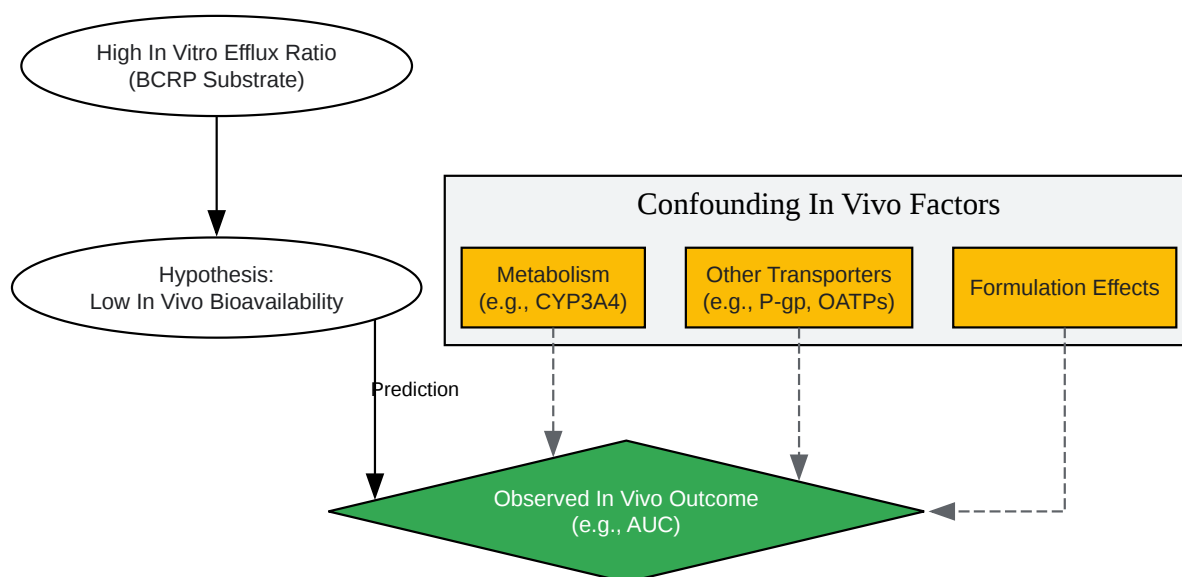 High In Vitro Efflux Ratio
(BCRP Substrate)
Hypothesis:
Low In Vivo Bioavailability
Confounding In Vivo Factors
Metabolism
(e.g., CYP3A4)
Other Transporters
(e.g., P-gp, OATPs)
Formulation Effects
Prediction
Observed In Vivo Outcome
(e.g., AUC)